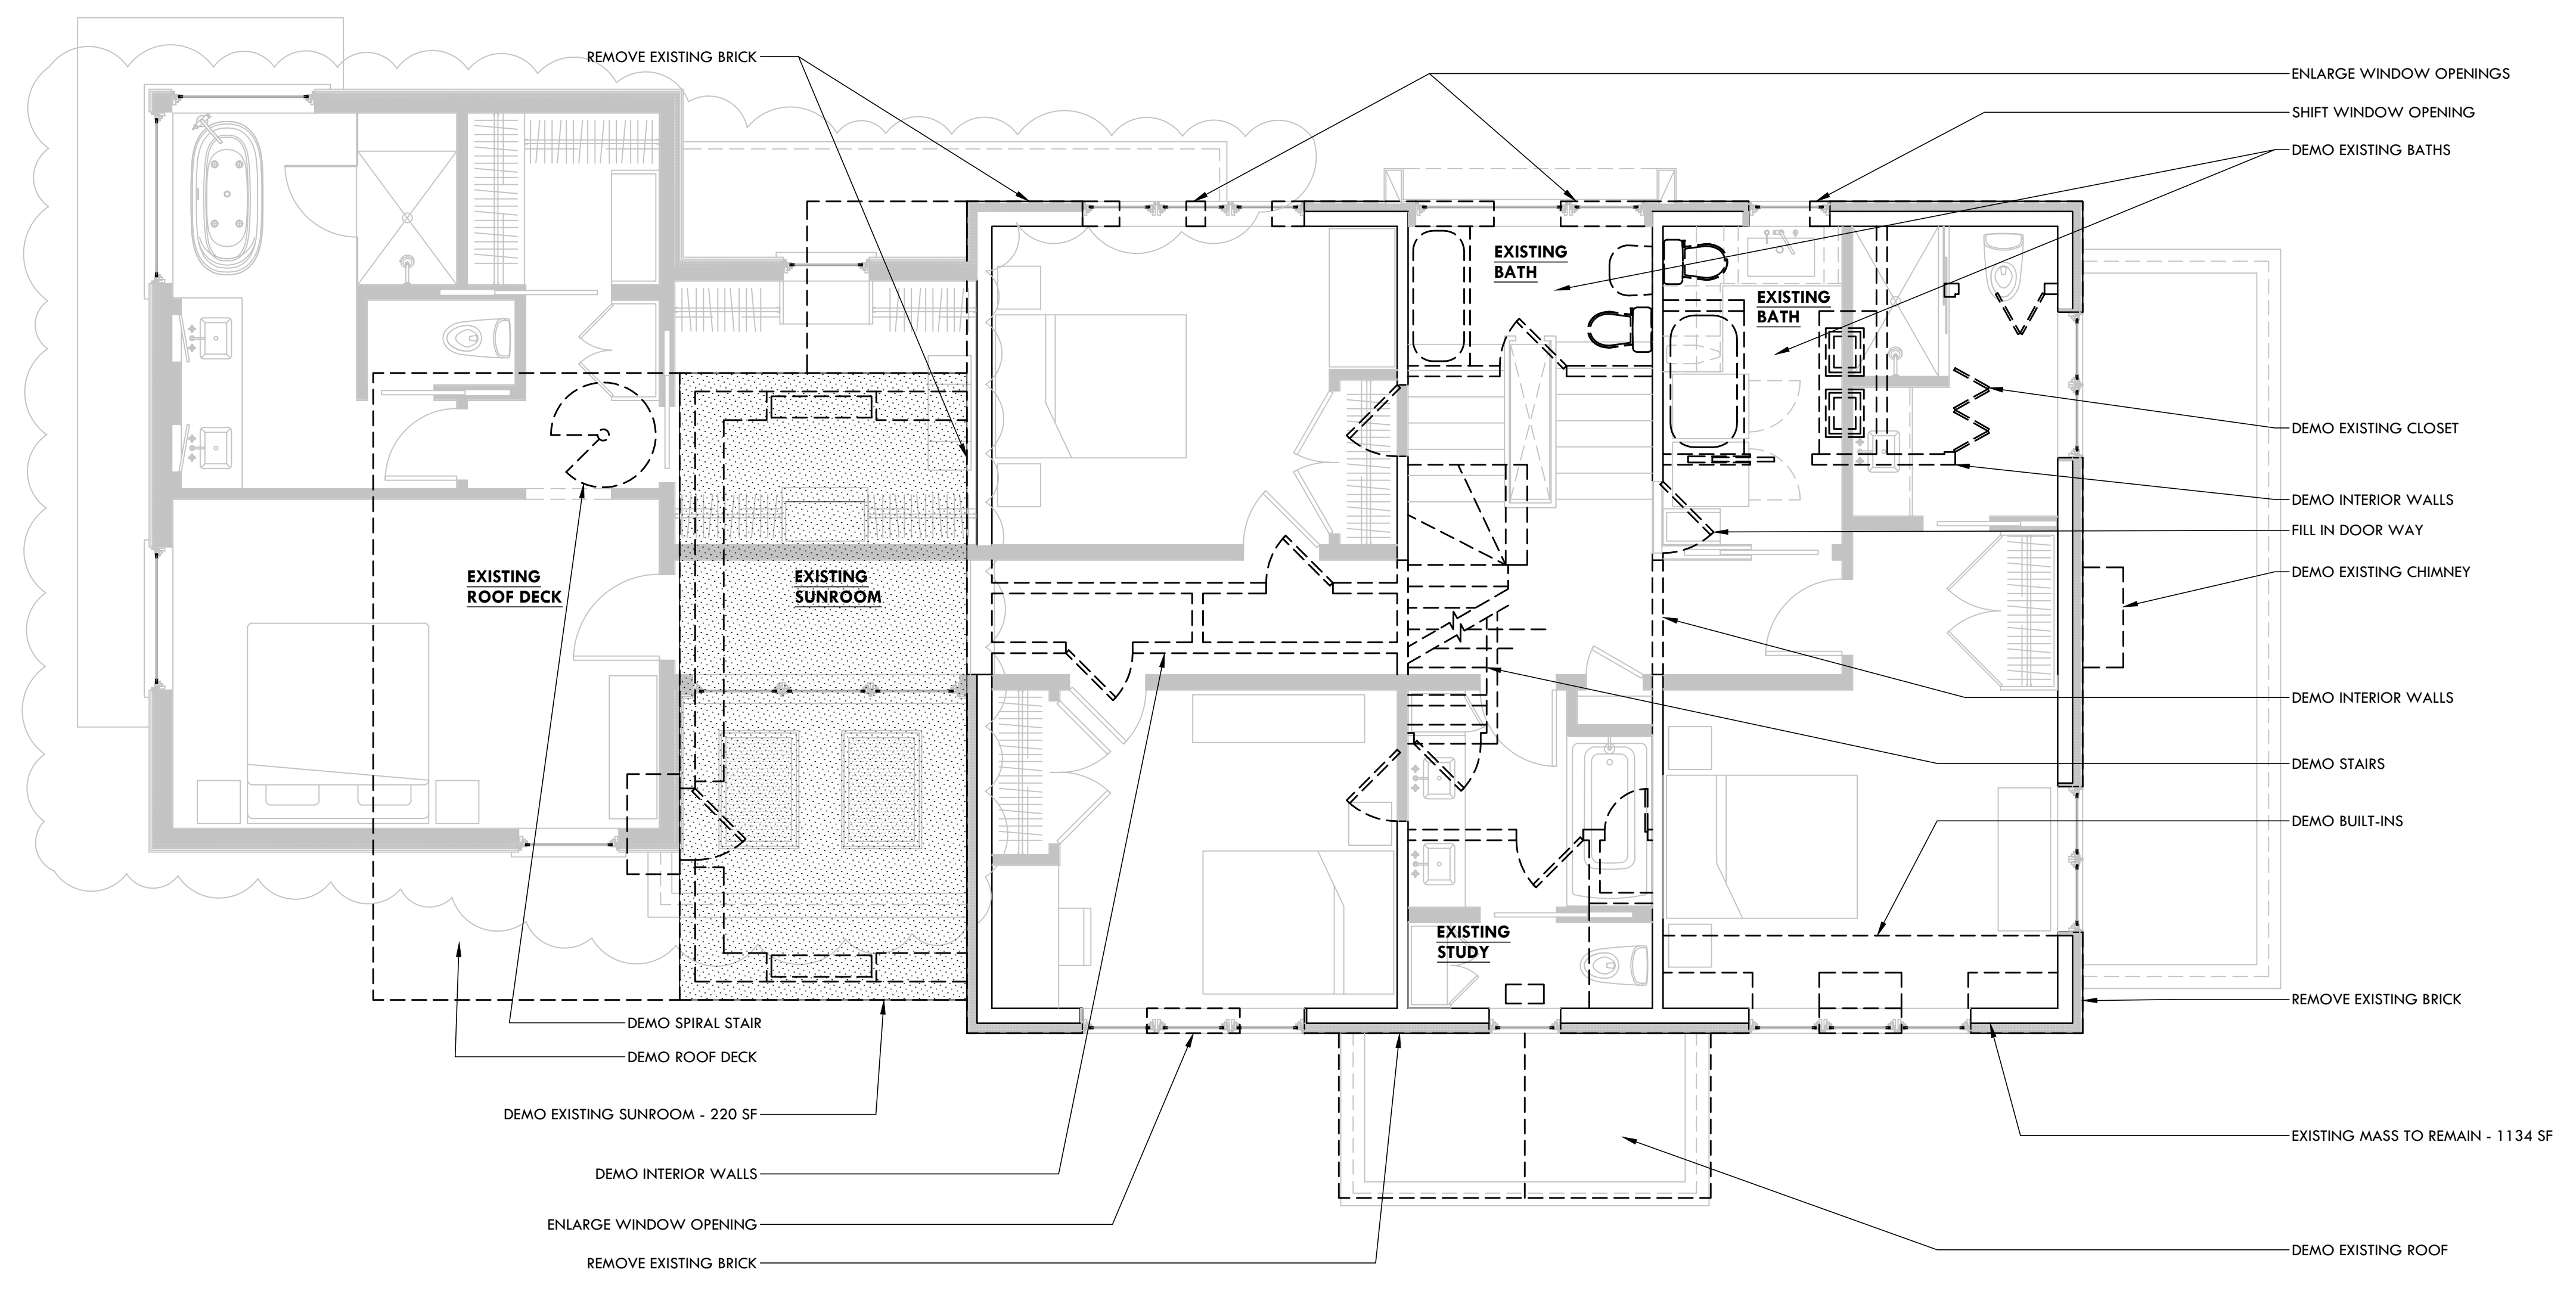 REMOVE EXISTING BRICK
ENLARGE WINDOW OPENINGS
SHIFT WINDOW OPENING
DEMO EXISTING BATHS
EXISTING
BATH
EXISTING
BATH
DEMO EXISTING CLOSET
DEMO INTERIOR WALLS
FILL IN DOOR WAY
DEMO EXISTING CHIMNEY
EXISTING
ROOF DECK
EXISTING
SUNROOM
DEMO INTERIOR WALLS
DEMO STAIRS
DEMO BUILT-INS
EXISTING
STUDY
REMOVE EXISTING BRICK
DEMO SPIRAL STAIR
DEMO ROOF DECK
DEMO EXISTING SUNROOM - 220 SF
EXISTING MASS TO REMAIN - 1134 SF
DEMO INTERIOR WALLS
ENLARGE WINDOW OPENING
DEMO EXISTING ROOF
REMOVE EXISTING BRICK